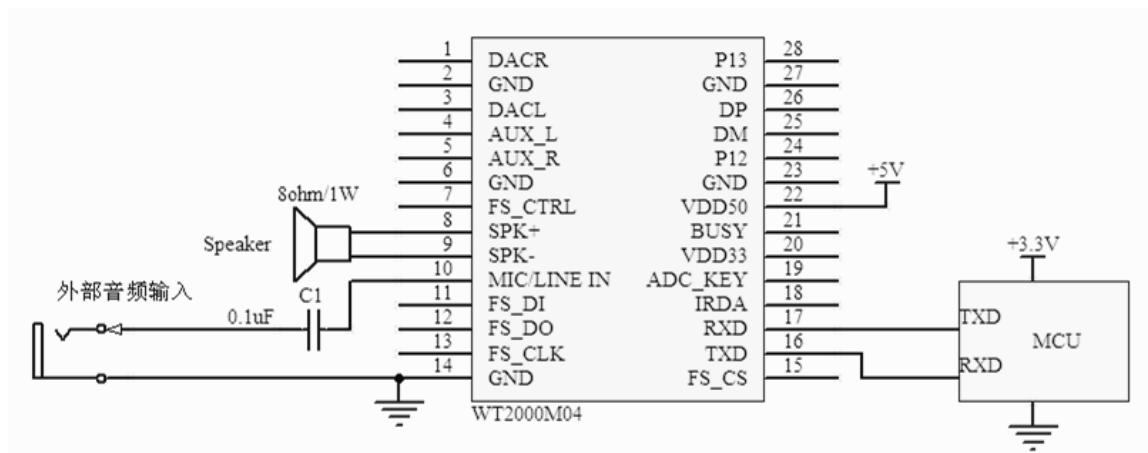 1 DACR P13 28
2 GND GND 27
3 DACL DP 26
4 AUX_L DM 25
5 AUX_R P12 24
6 GND GND 23
+5V
8ohm/1W
7 FS_CTRL VDD50 22
8 SPK+ BUSY 21
Speaker
9 SPK- VDD33 20
+3.3V
10 MIC/LINE IN ADC_KEY 19
外部音频输入
C1
11 FS_DI IRDA 18
0.1uF
12 FS_DO RXD 17
TXD
MCU
13 FS_CLK TXD 16
RXD
14 GND FS_CS 15
WT2000M04